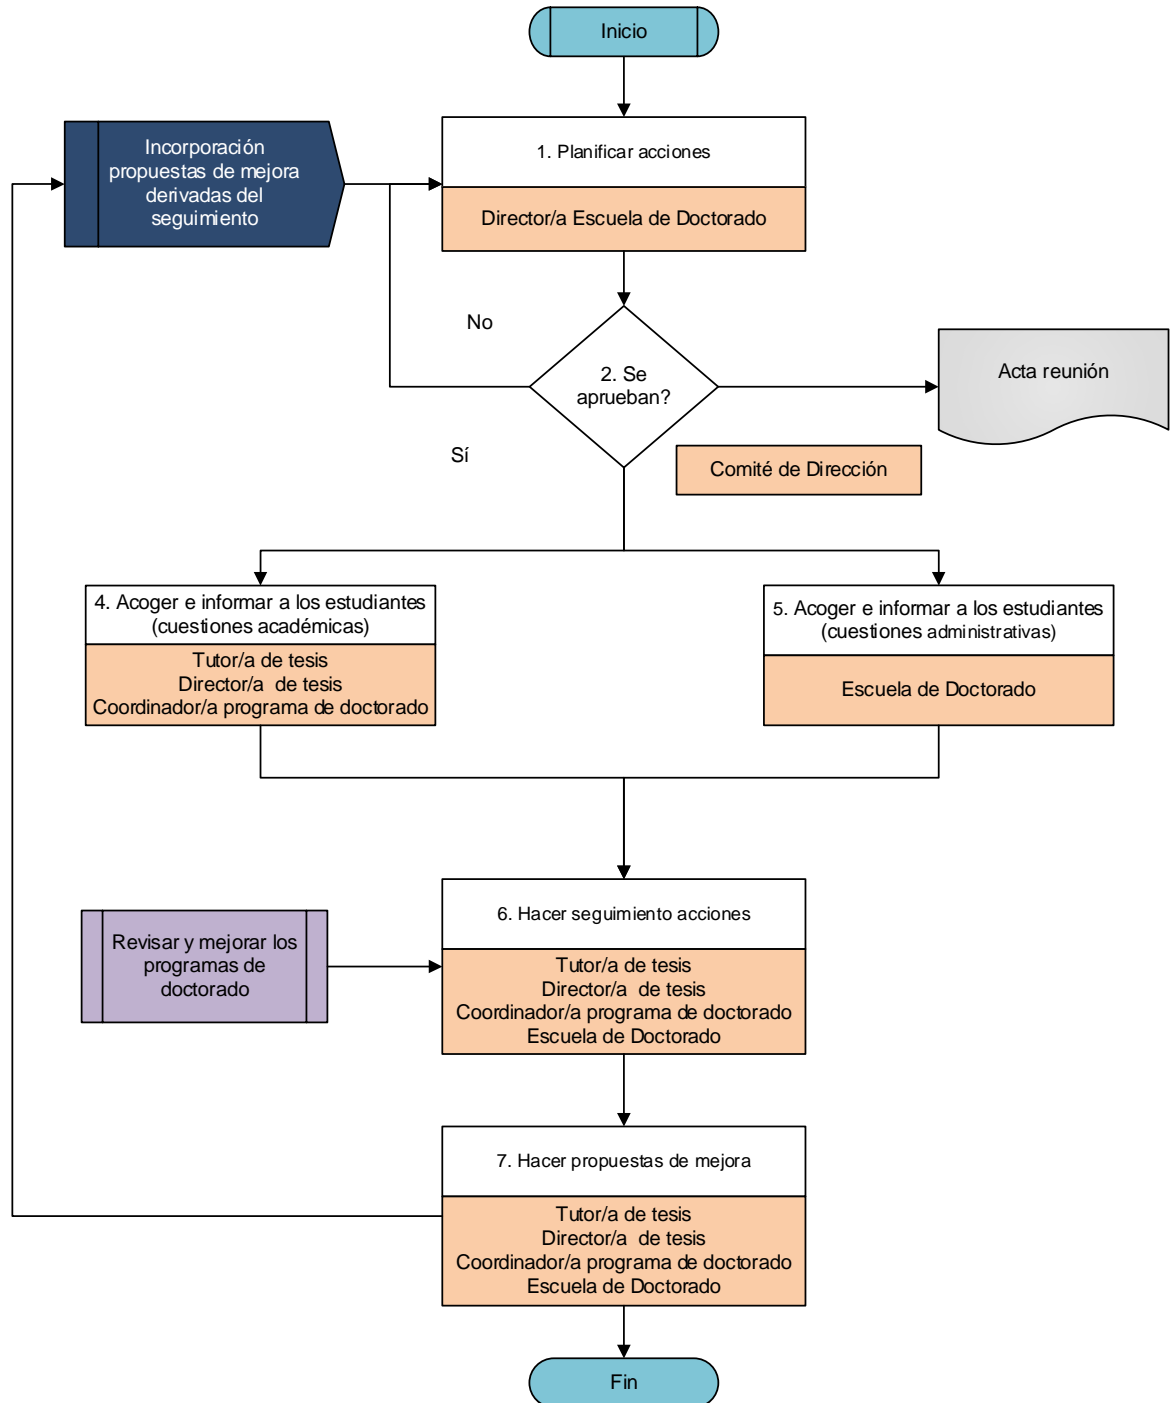 Inicio
Incorporación
propuestas de mejora
derivadas del
seguimiento
1. Planificar acciones
Director/a Escuela de Doctorado
No
2. Se
aprueban?
Acta reunión
Sí
Comité de Dirección
4. Acoger e informar a los estudiantes
(cuestiones académicas)
Tutor/a de tesis
Director/a de tesis
Coordinador/a programa de doctorado
5. Acoger e informar a los estudiantes
(cuestiones administrativas)
Escuela de Doctorado
6. Hacer seguimiento acciones
Revisar y mejorar los
programas de
doctorado
Tutor/a de tesis
Director/a de tesis
Coordinador/a programa de doctorado
Escuela de Doctorado
7. Hacer propuestas de mejora
Tutor/a de tesis
Director/a de tesis
Coordinador/a programa de doctorado
Escuela de Doctorado
Fin